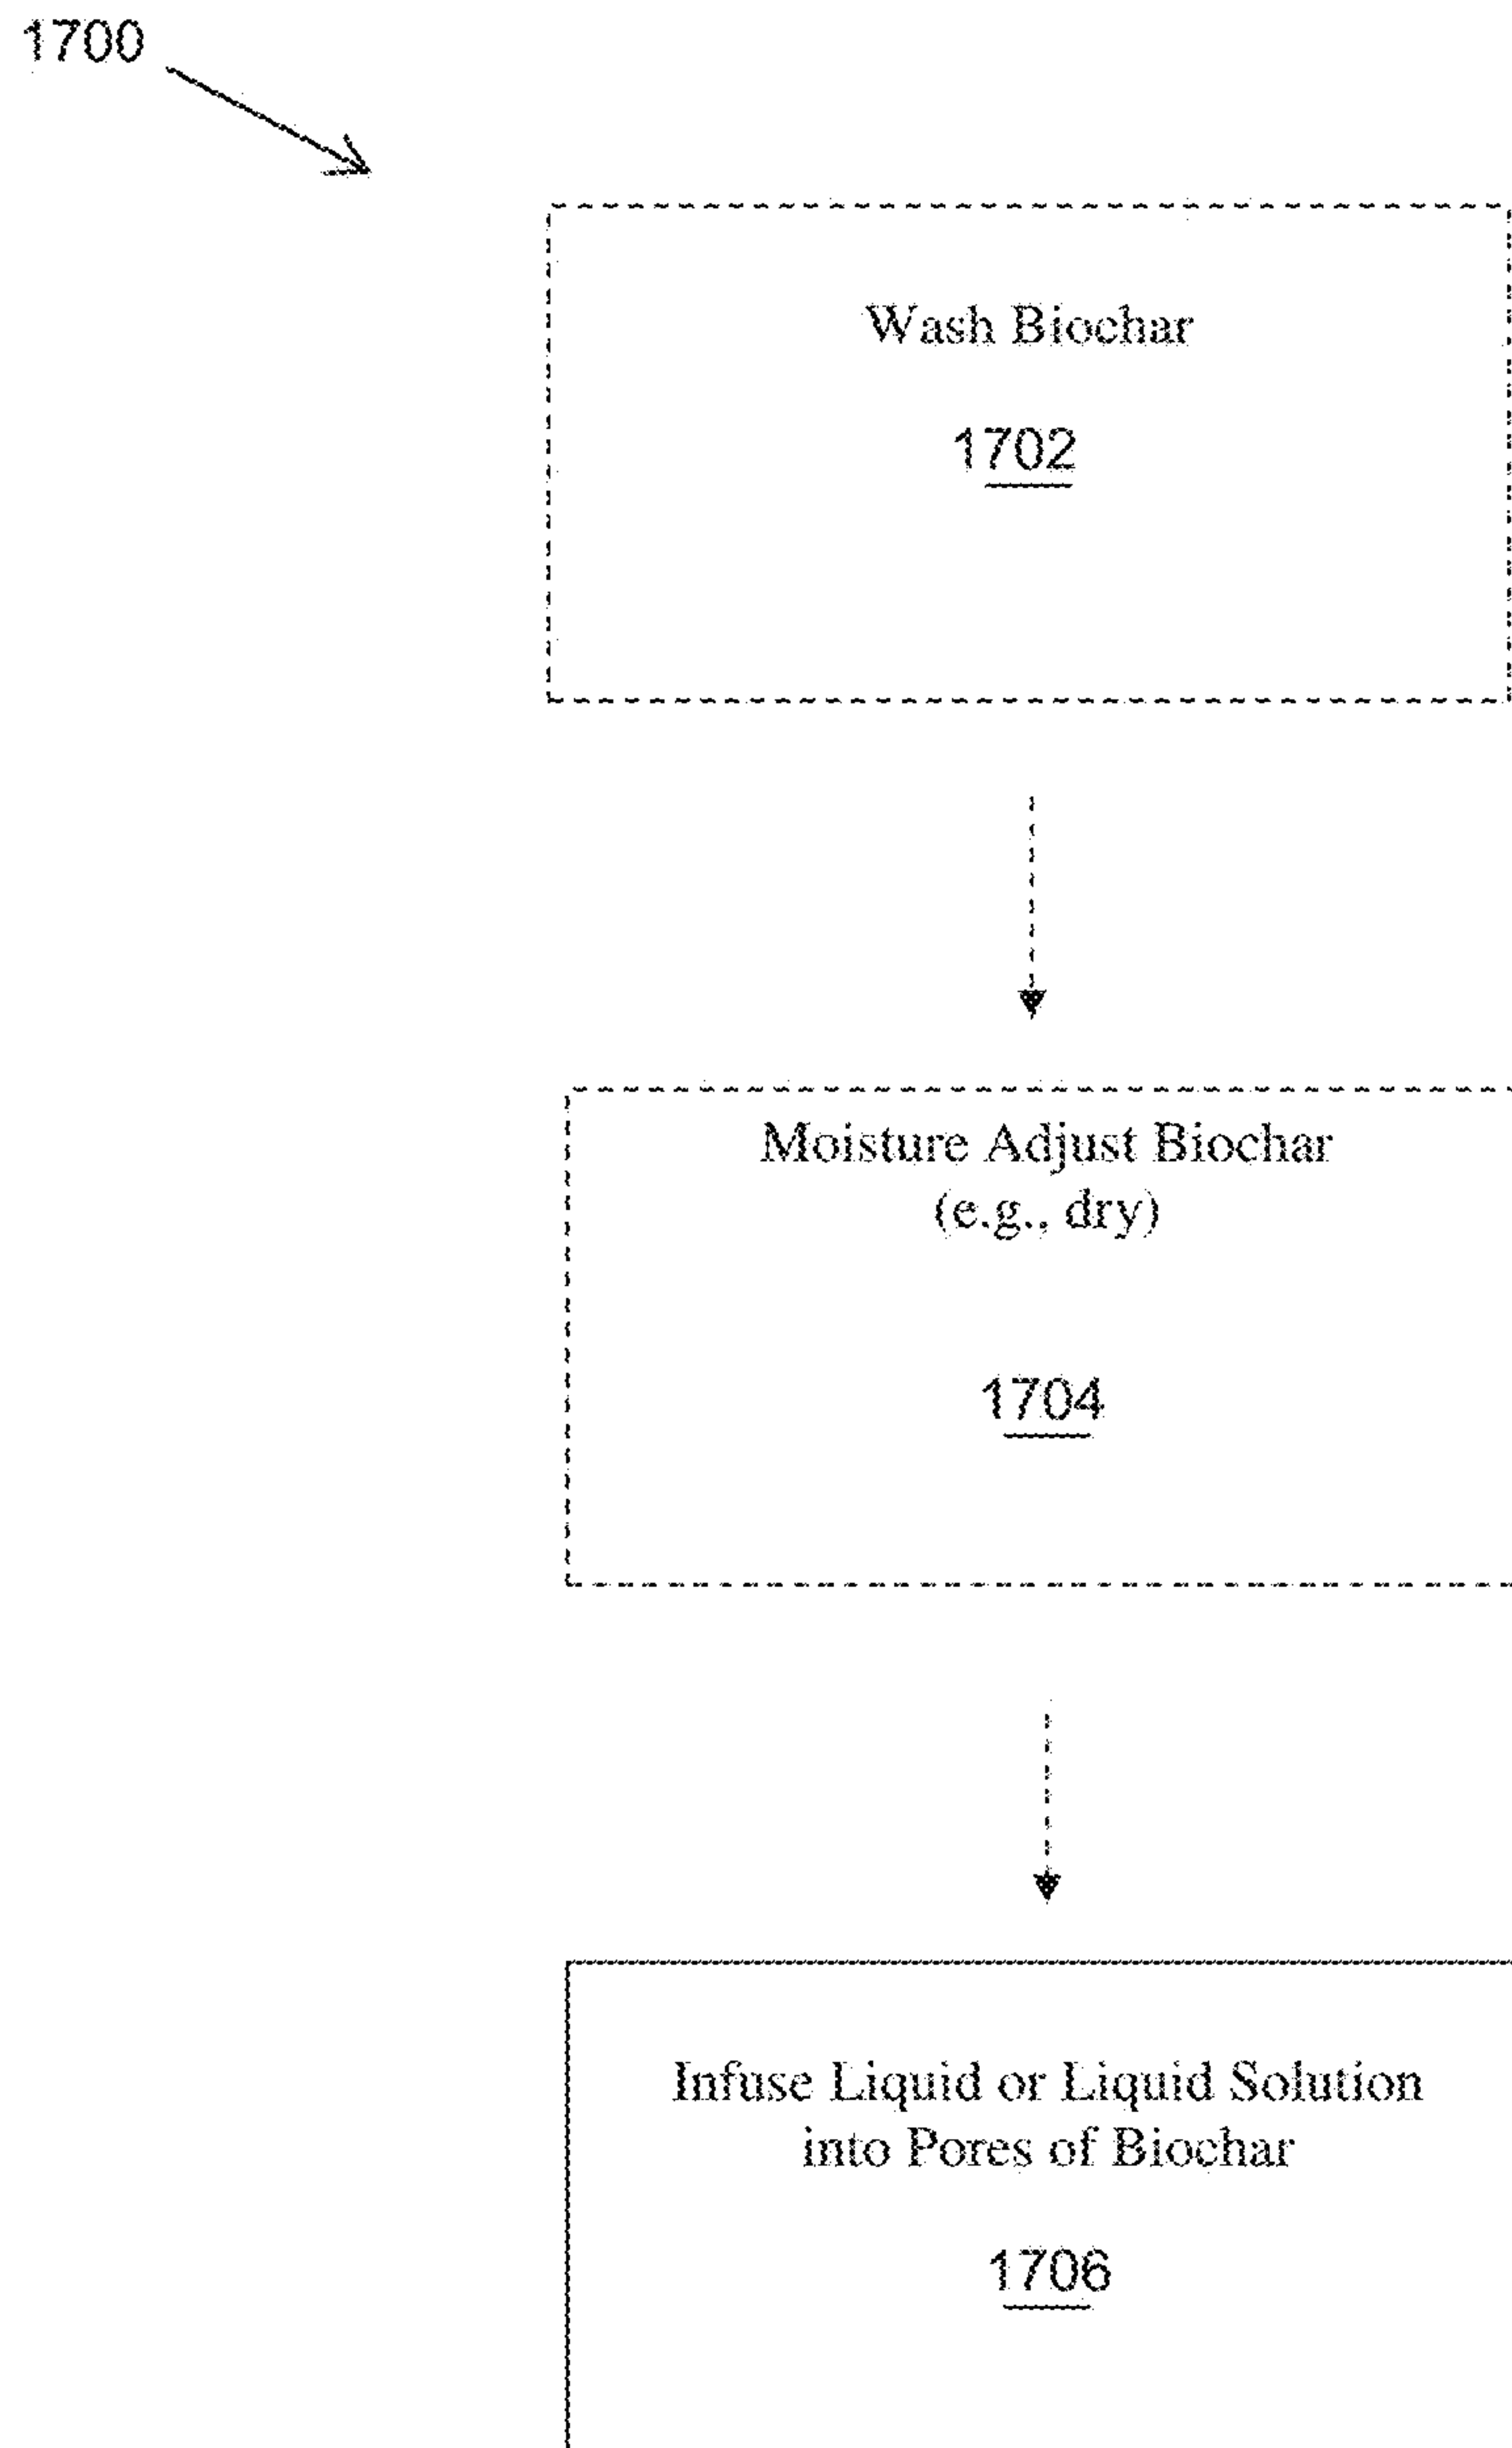 1700
Wash Biochar
1702
Moisture Adjust Biochar
(e.g., dry)
1704
Infuse Liquid or Liquid Solution
into Pores of Biochar
1706